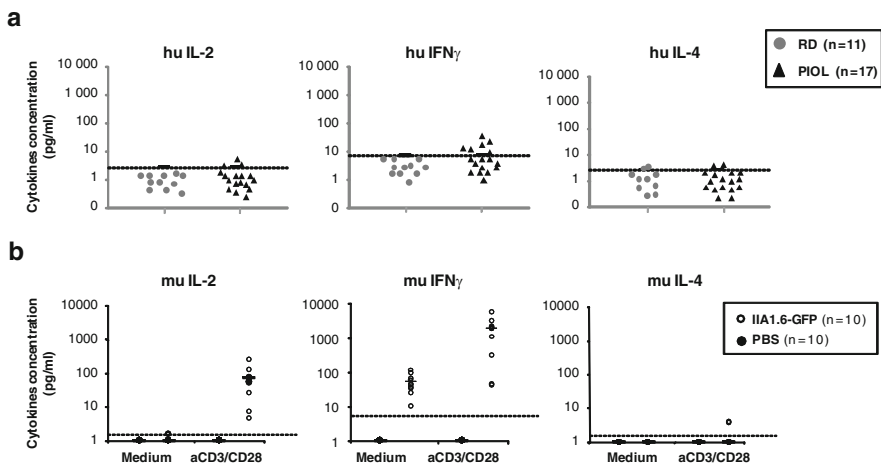 a
hu IL-2
hu IFNγ
hu IL-4
RD (n=11)
PIOL (n=17)
Cytokines concentration
(pg/ml)
10 000
1 000
100
10
1
0
10 000
1 000
100
10
1
0
10 000
1 000
100
10
1
0
b
mu IL-2
mu IFNγ
mu IL-4
IIA1.6-GFP (n=10)
PBS (n=10)
Cytokines concentration
(pg/ml)
10000
1000
100
10
1
10000
1000
100
10
1
10000
1000
100
10
1
Medium aCD3/CD28
Medium aCD3/CD28
Medium aCD3/CD28